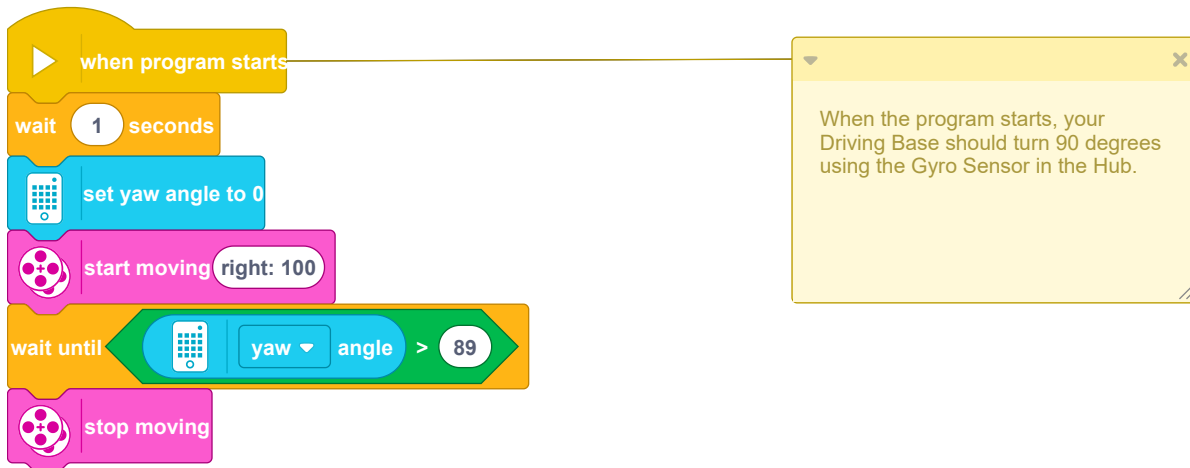 when program starts
wait 1 seconds
set yaw angle to 0
start moving right: 100
wait until yaw angle > 89
stop moving
When the program starts, your
Driving Base should turn 90 degrees
using the Gyro Sensor in the Hub.